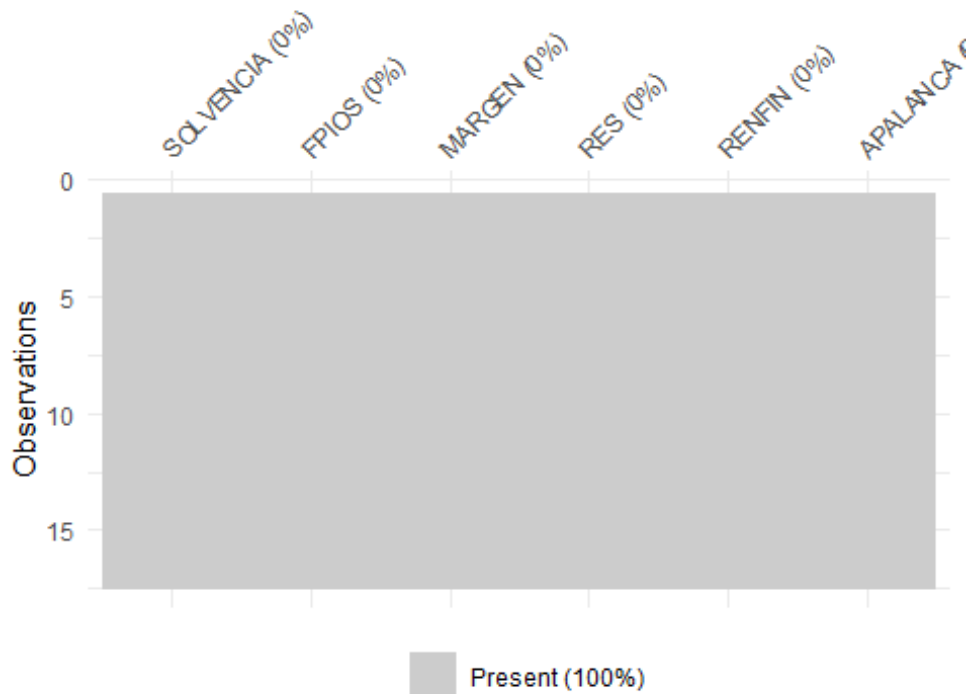 SOLVENCIA (0%)
FPIOS (0%)
MARGEN (0%)
RES (0%)
RENFIN (0%)
APALANCA
0
5
10
15
Observations
Present (100%)